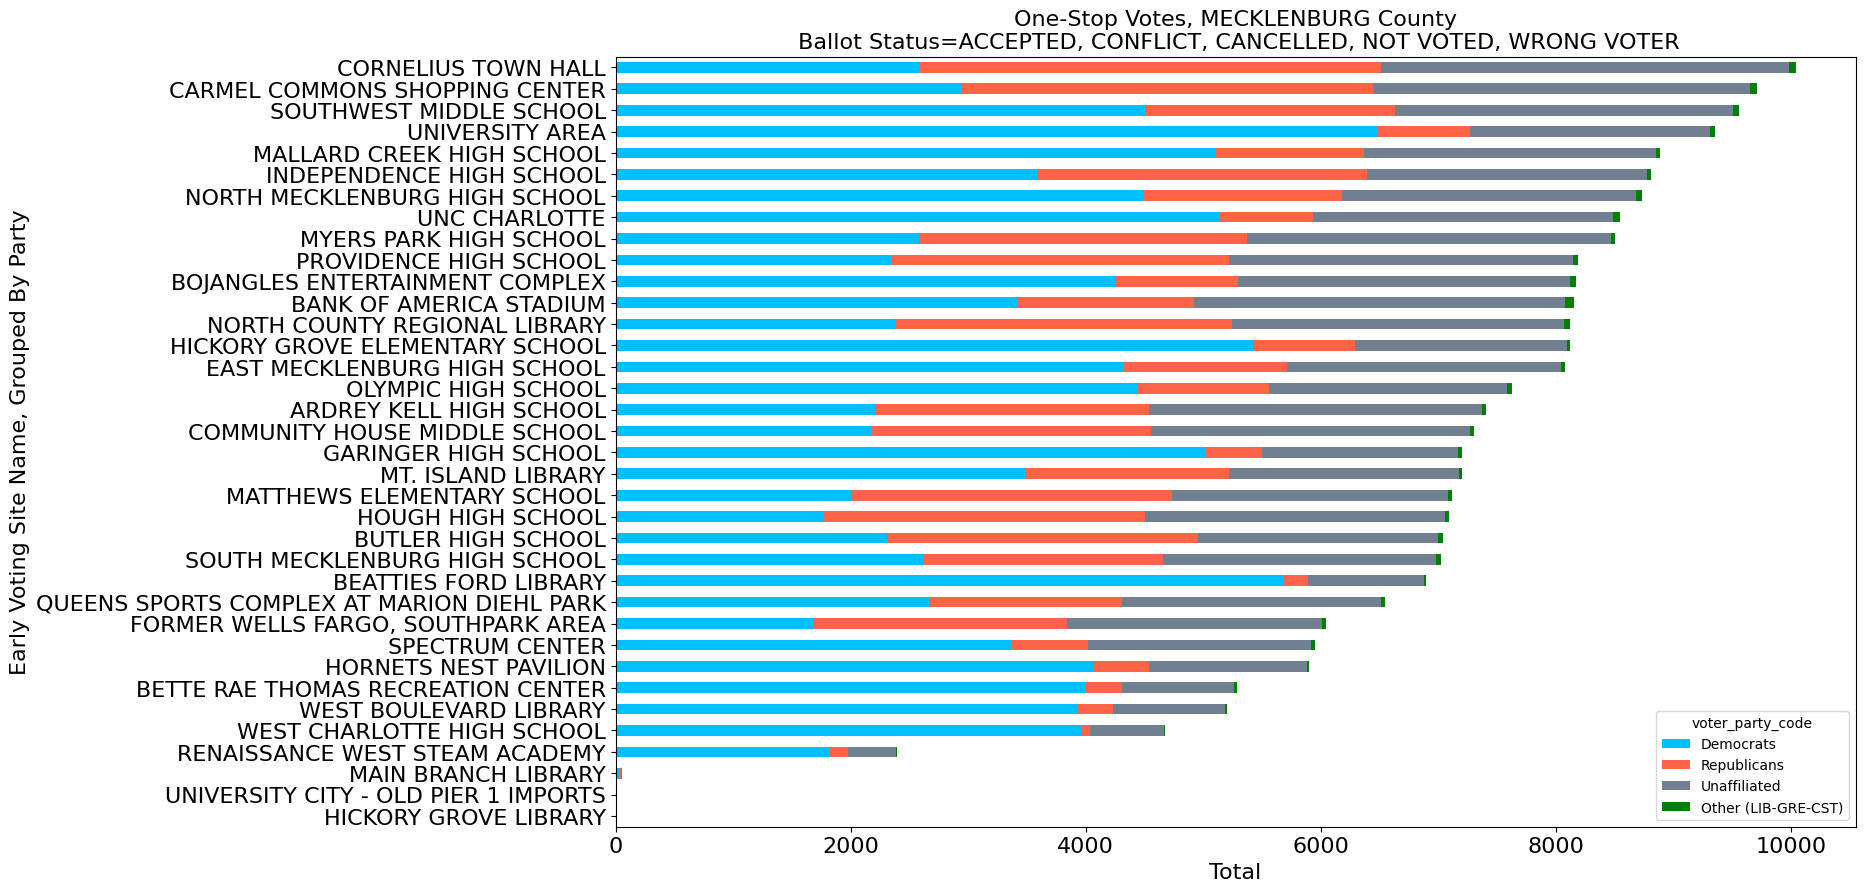 One-Stop Votes, MECKLENBURG County
Ballot Status=ACCEPTED, CONFLICT, CANCELLED, NOT VOTED, WRONG VOTER
Early Voting Site Name, Grouped By Party
CORNELIUS TOWN HALL
CARMEL COMMONS SHOPPING CENTER
SOUTHWEST MIDDLE SCHOOL
UNIVERSITY AREA
MALLARD CREEK HIGH SCHOOL
INDEPENDENCE HIGH SCHOOL
NORTH MECKLENBURG HIGH SCHOOL
UNC CHARLOTTE
MYERS PARK HIGH SCHOOL
PROVIDENCE HIGH SCHOOL
BOJANGLES ENTERTAINMENT COMPLEX
BANK OF AMERICA STADIUM
NORTH COUNTY REGIONAL LIBRARY
HICKORY GROVE ELEMENTARY SCHOOL
EAST MECKLENBURG HIGH SCHOOL
OLYMPIC HIGH SCHOOL
ARDREY KELL HIGH SCHOOL
COMMUNITY HOUSE MIDDLE SCHOOL
GARINGER HIGH SCHOOL
MT. ISLAND LIBRARY
MATTHEWS ELEMENTARY SCHOOL
HOUGH HIGH SCHOOL
BUTLER HIGH SCHOOL
SOUTH MECKLENBURG HIGH SCHOOL
BEATTIES FORD LIBRARY
QUEENS SPORTS COMPLEX AT MARION DIEHL PARK
FORMER WELLS FARGO, SOUTHPARK AREA
SPECTRUM CENTER
HORNETS NEST PAVILION
BETTE RAE THOMAS RECREATION CENTER
WEST BOULEVARD LIBRARY
WEST CHARLOTTE HIGH SCHOOL
RENAISSANCE WEST STEAM ACADEMY
MAIN BRANCH LIBRARY
UNIVERSITY CITY - OLD PIER 1 IMPORTS
HICKORY GROVE LIBRARY
voter_party_code
Democrats
Republicans
Unaffiliated
Other (LIB-GRE-CST)
0 2000 4000 6000 8000 10000
Total